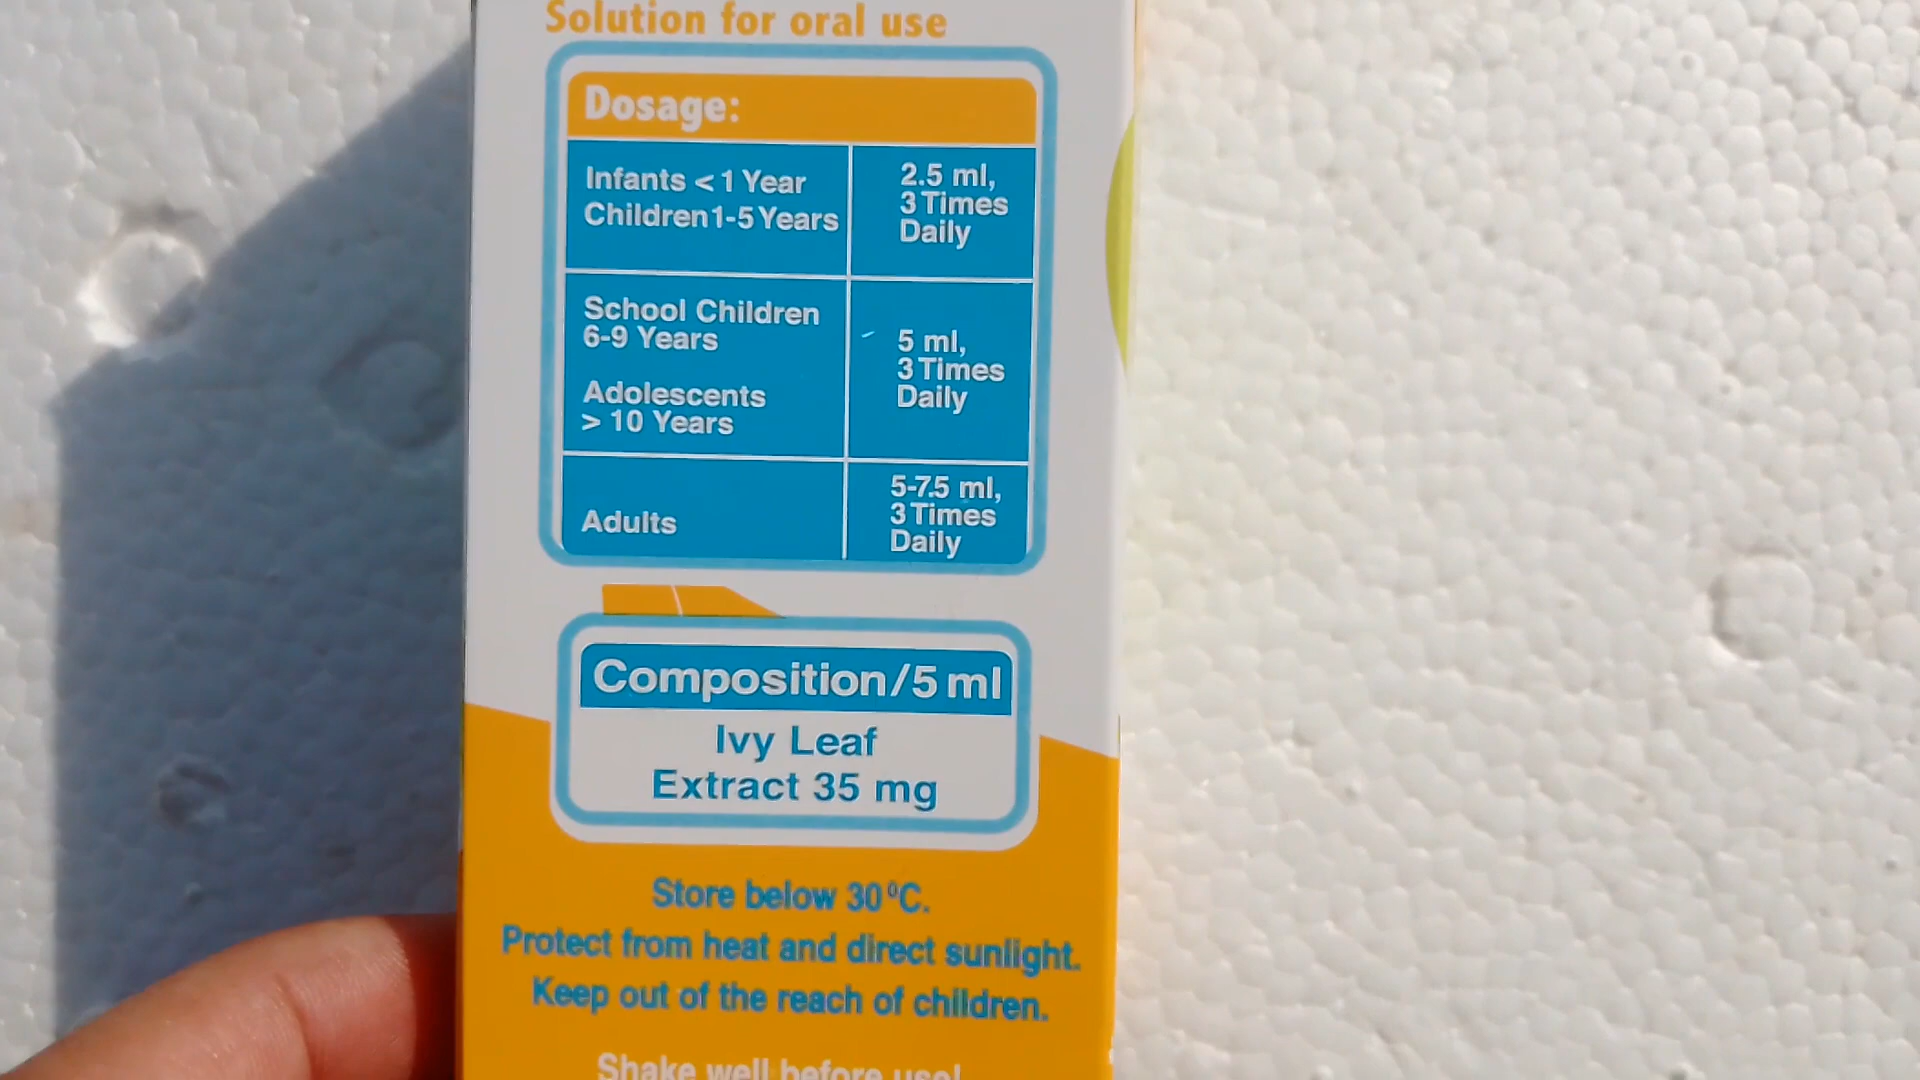 Solution for oral use
Dosage:
Infants < 1 Year
Children 1-5 Years
2.5 ml,
3 Times
Daily
School Children
6-9 Years
Adolescents
> 10 Years
5 ml,
3 Times
Daily
Adults
5-7.5 ml,
3 Times
Daily
Composition/5 ml
Ivy Leaf
Extract 35 mg
Store below 30 °C.
Protect from heat and direct sunlight.
Keep out of the reach of children.
Shake well before use!